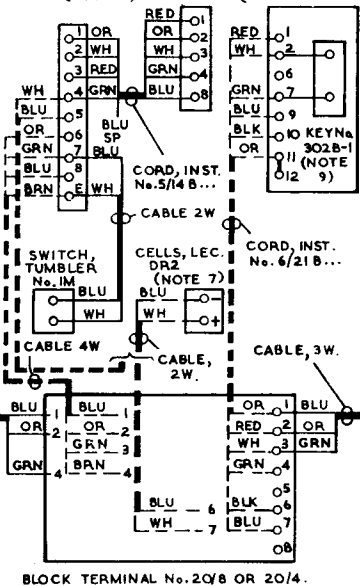 RED 1
OR 2
WH 3
GRN 4
BLU 8
1 OR
2 WH
3 RED
4 GRN
WH
BLU 5
OR 6
GRN 7
BLU 8
BRN E WH
BLU
SP
BLU
CORD, INST.
No.5/14 B...
CABLE 2W
RED 1
WH 2
6
GRN 7
BLU 9
BLK 10
OR 11
12
KEY No.
302B-1
(NOTE
9)
CORD, INST.
No. 6/21 B...
SWITCH,
TUMBLER
No. 1M
BLU
WH
CELLS, LEC.
DR2
(NOTE 7)
BLU −
WH +
CABLE 4W
CABLE,
2W.
CABLE, 3W.
BLU 1 BLU 1
OR 2 OR 2
GRN 3
GRN 4 BRN 4
BLU 6
WH 7
OR 1 BLU
RED 2 OR
WH 3 GRN
GRN 4
5
BLK 6
BLU 7
8
BLOCK TERMINAL No. 20/8 OR 20/4.